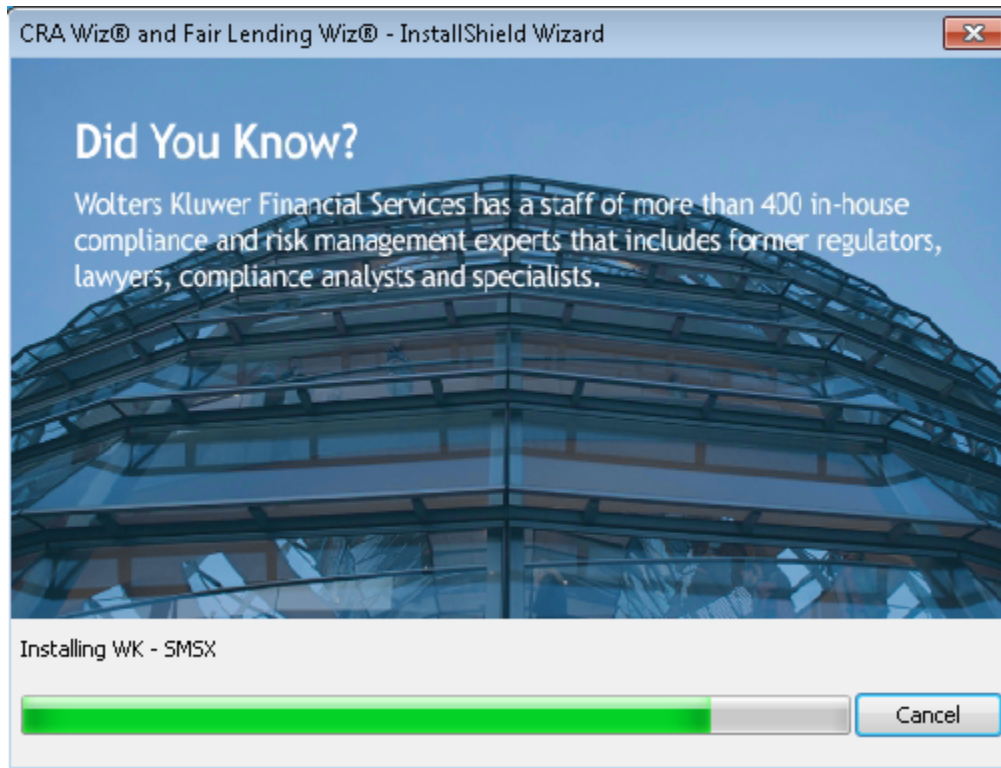 CRA Wiz® and Fair Lending Wiz® - InstallShield Wizard
Did You Know?
Wolters Kluwer Financial Services has a staff of more than 400 in-house
compliance and risk management experts that includes former regulators,
lawyers, compliance analysts and specialists.
Installing WK - SMSX
Cancel